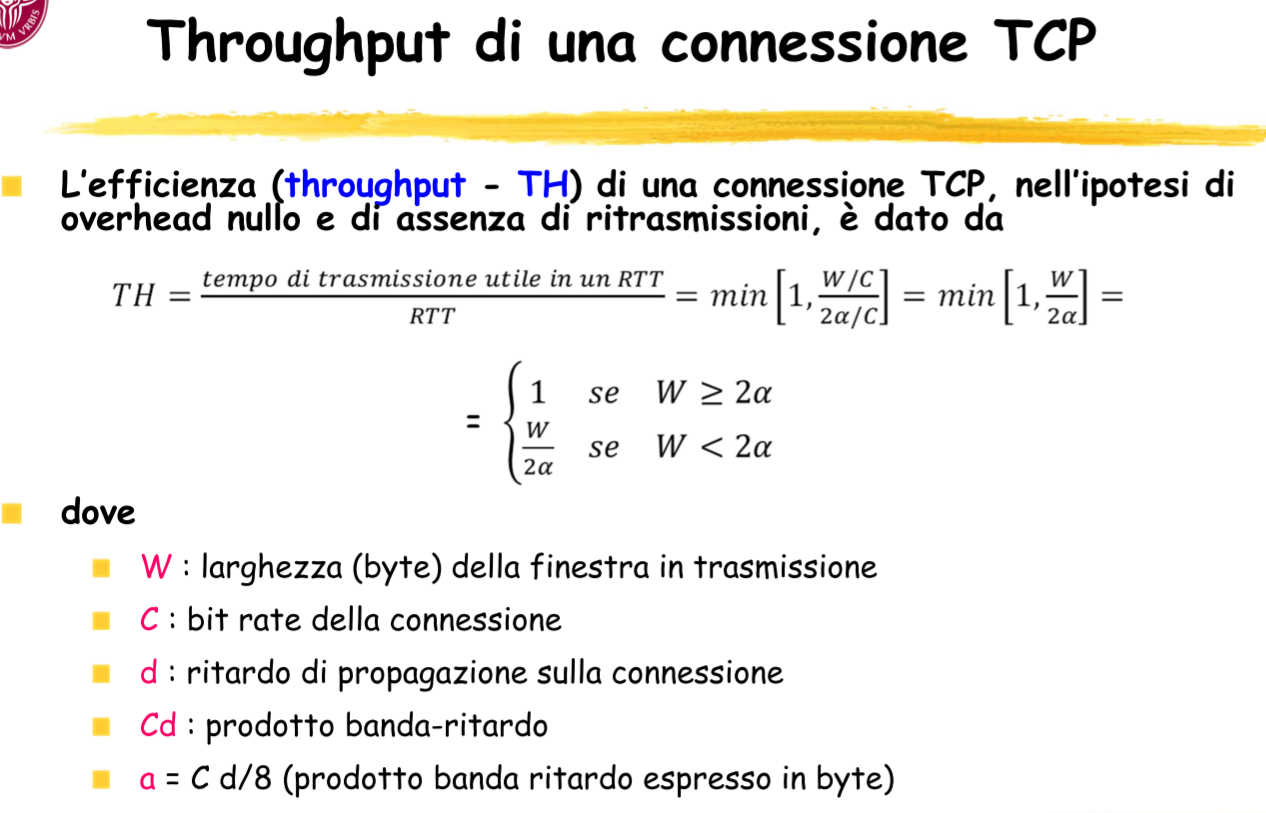 VM VRBIS
Throughput di una connessione TCP
L'efficienza (throughput - TH) di una connessione TCP, nell'ipotesi di
overhead nullo e di assenza di ritrasmissioni, è dato da
TH = tempo di trasmissione utile in un RTT / RTT = min [1, W/C / 2α/C] = min [1, W / 2α] =
= { 1 se W ≥ 2α
W / 2α se W < 2α
dove
W : larghezza (byte) della finestra in trasmissione
C : bit rate della connessione
d : ritardo di propagazione sulla connessione
Cd : prodotto banda-ritardo
a = C d/8 (prodotto banda ritardo espresso in byte)